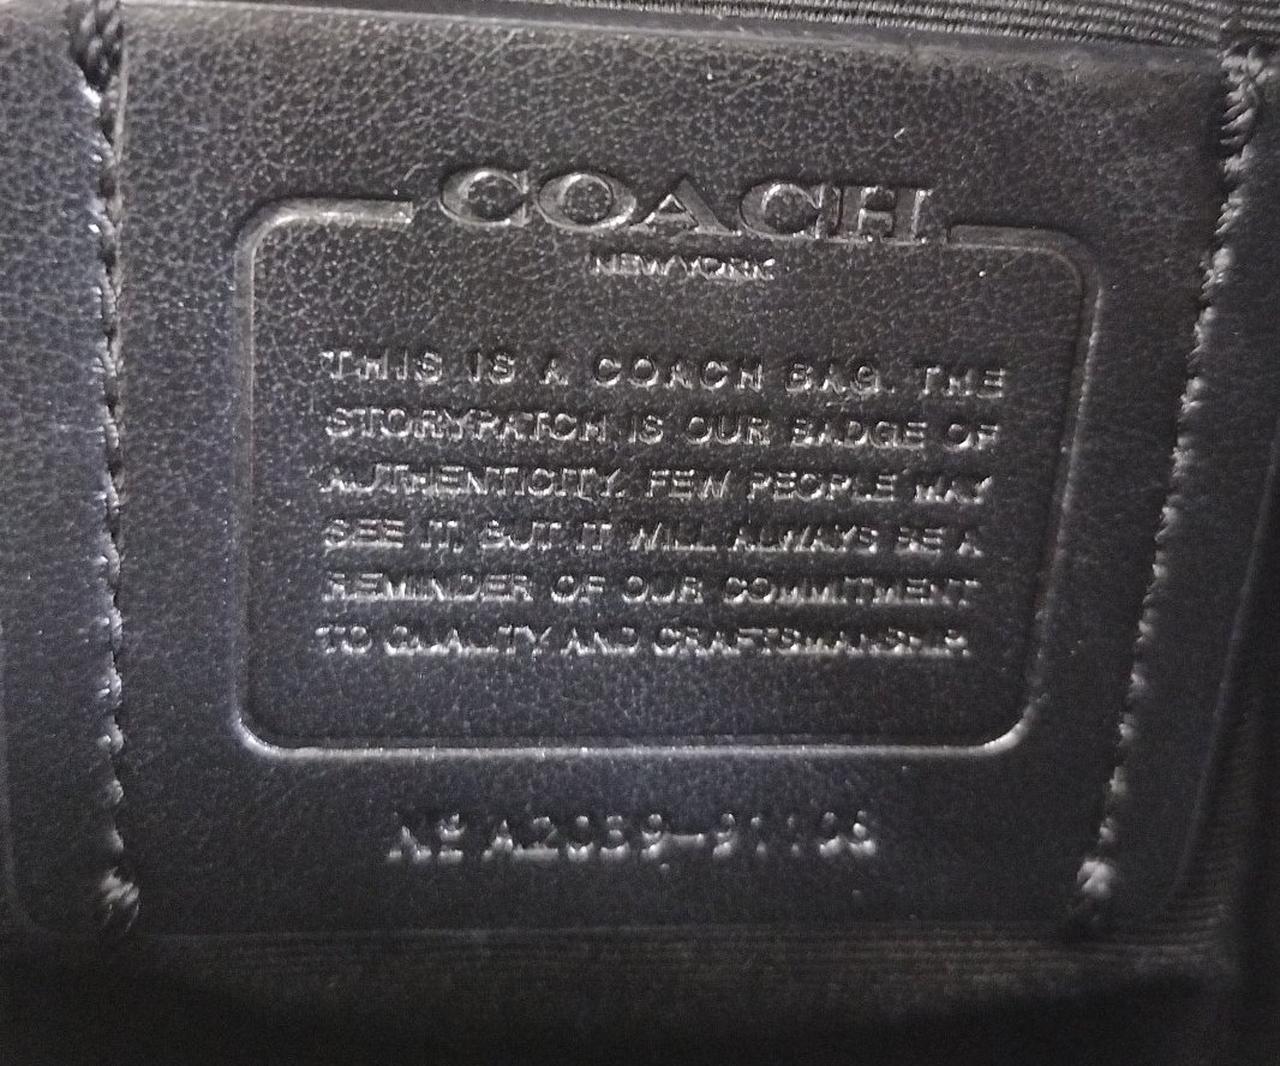 COACH
NEW YORK
THIS IS A COACH BAG. THE
STORYPATCH IS OUR BADGE OF
AUTHENTICITY. FEW PEOPLE MAY
SEE IT, BUT IT WILL ALWAYS BE A
REMINDER OF OUR COMMITMENT
TO QUALITY AND CRAFTSMANSHIP.
Nº